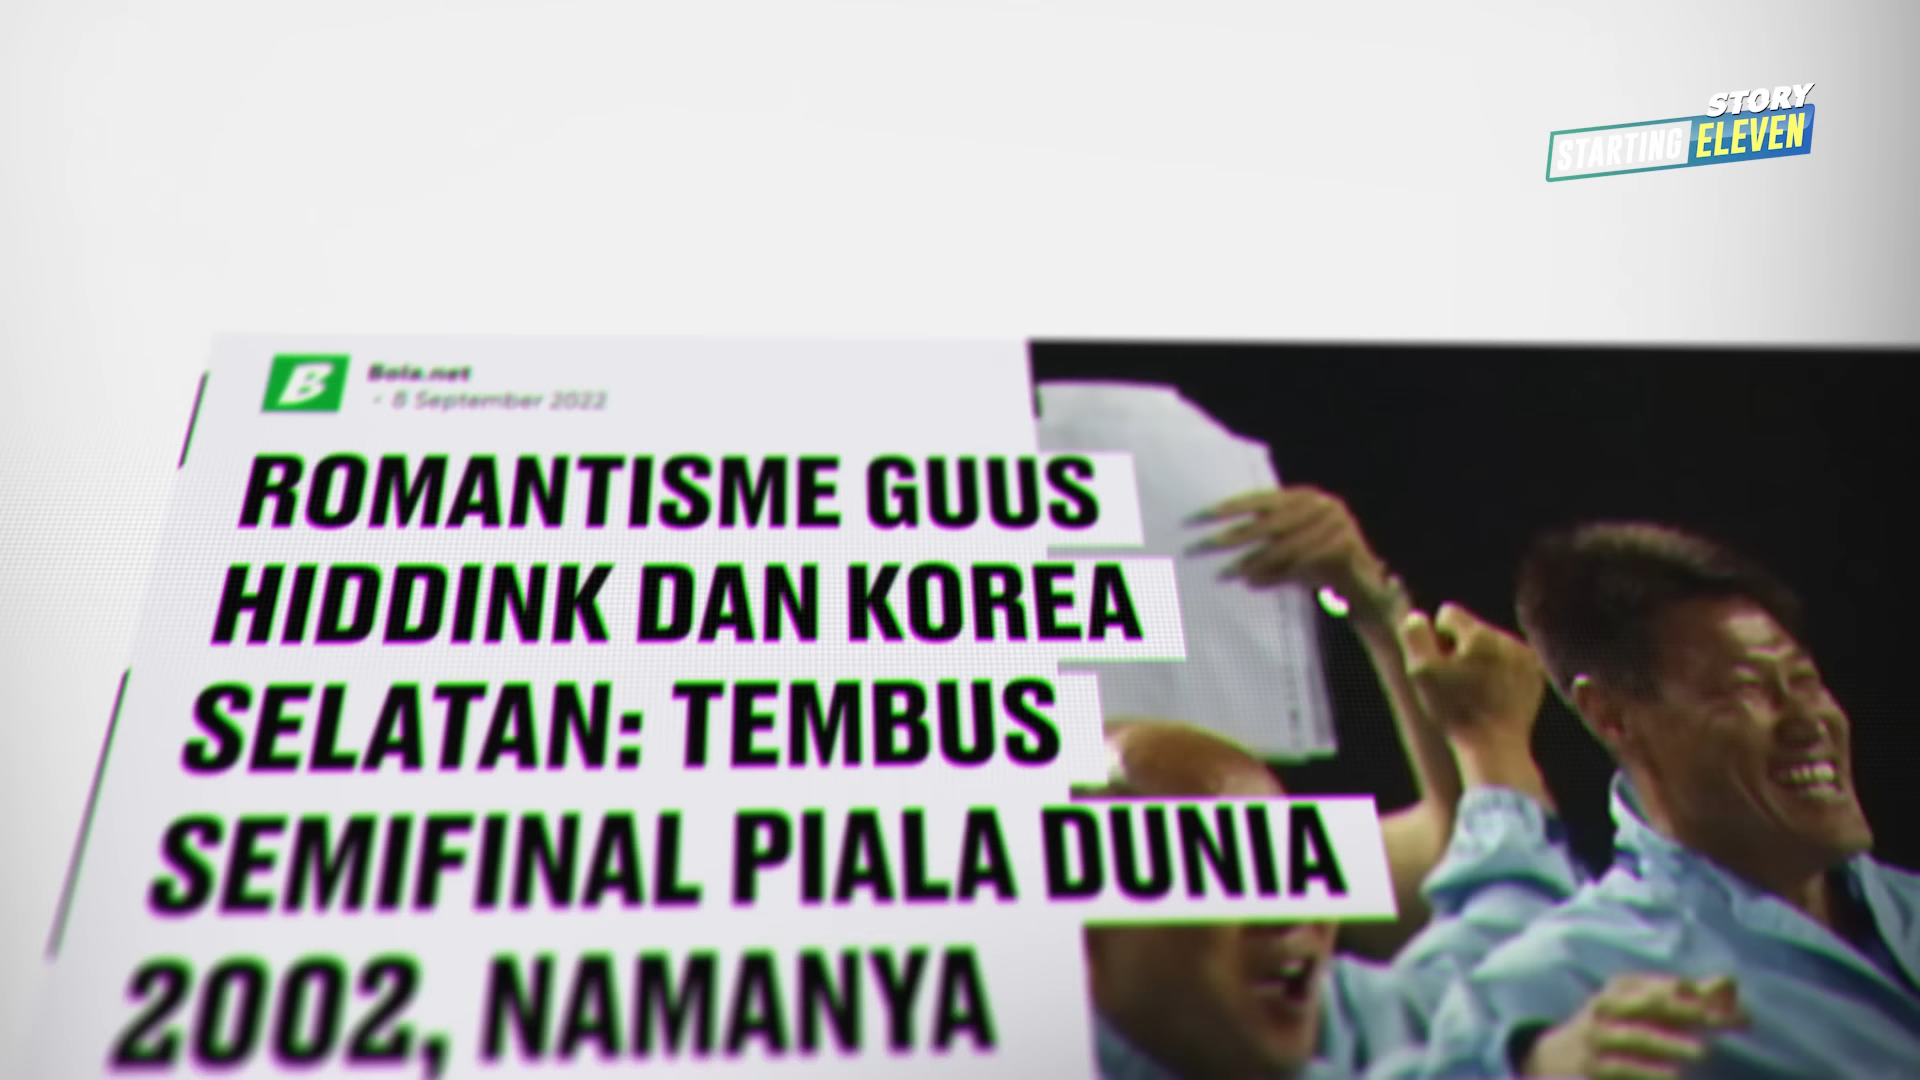 STORY
STARTING ELEVEN
B
Bola.net
- 8 September 2022
ROMANTISME GUUS
HIDDINK DAN KOREA
SELATAN: TEMBUS
SEMIFINAL PIALA DUNIA
2002, NAMANYA